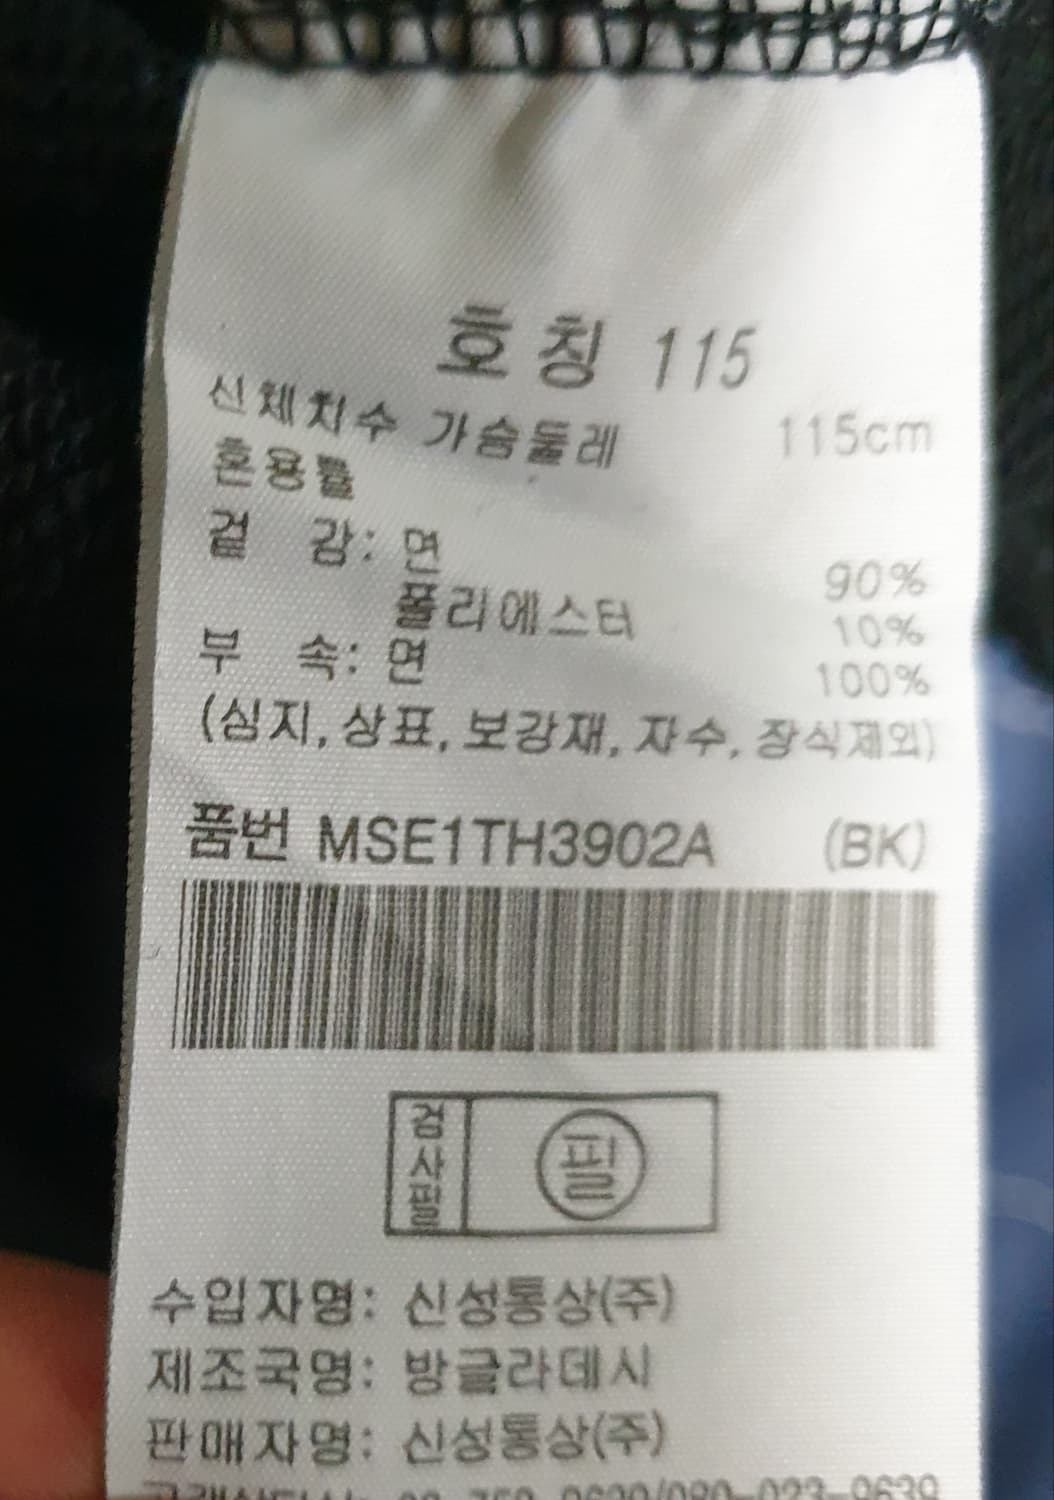 호칭 115
신체치수 가슴둘레 115cm
혼용률
겉 감: 면 90%
폴리에스터 10%
부 속: 면 100%
(심지, 상표, 보강재, 자수, 장식제외)
품번 MSE1TH3902A (BK)
검사필 필
수입자명: 신성통상(주)
제조국명: 방글라데시
판매자명: 신성통상(주)